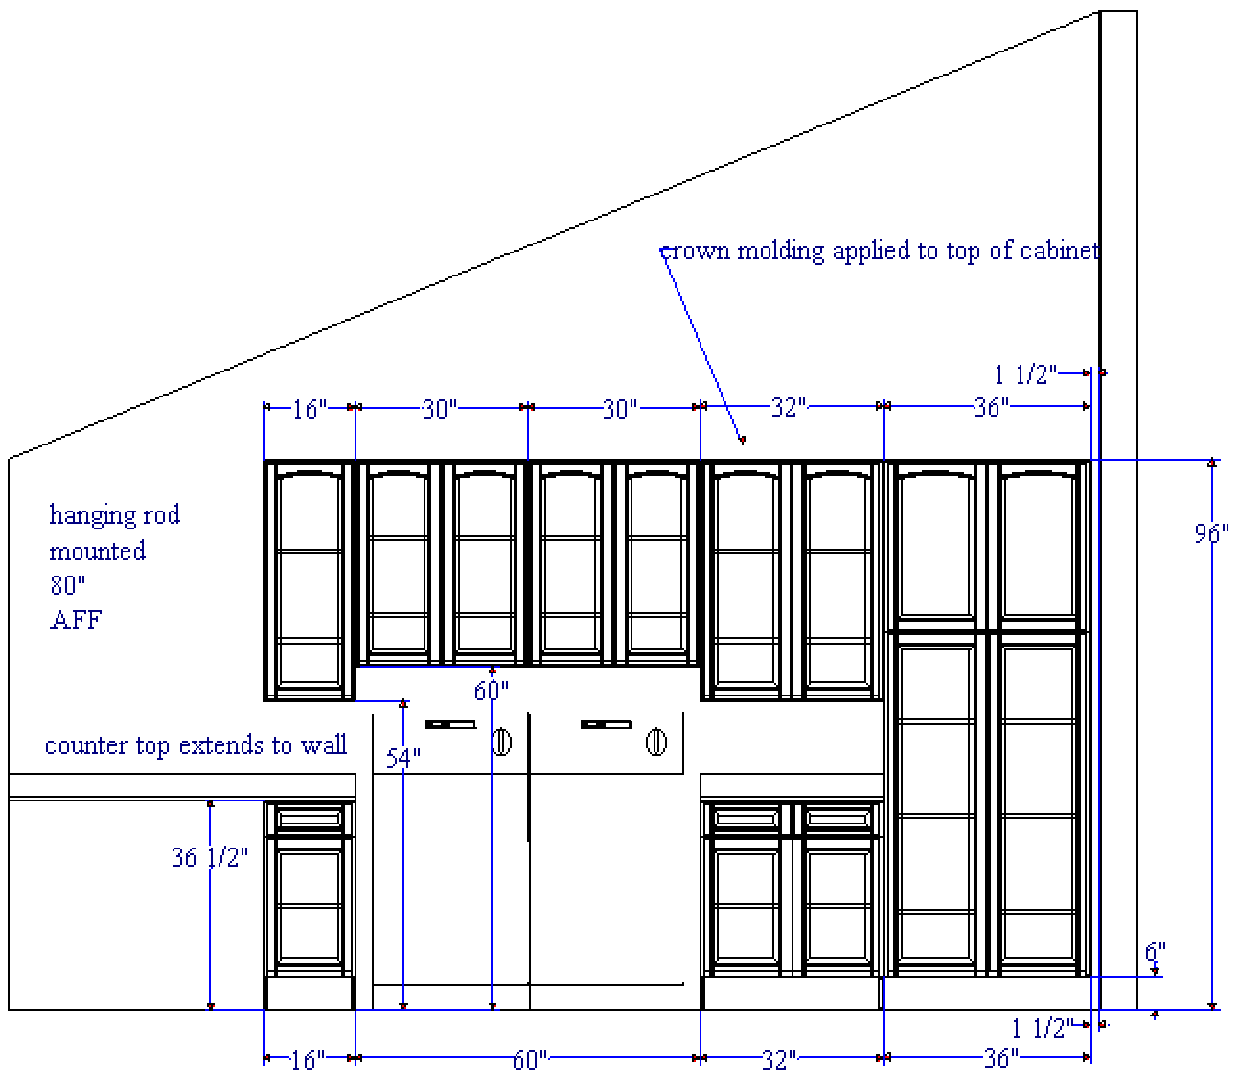 crown molding applied to top of cabinet
1 1/2"
16" 30" 30" 32" 36"
hanging rod
mounted
80"
AFF
96"
60"
counter top extends to wall
54"
36 1/2"
6"
1 1/2"
16" 60" 32" 36"